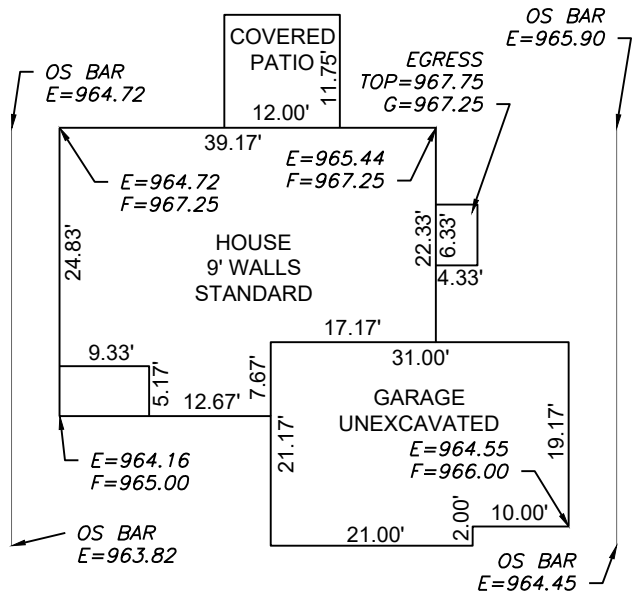 OS BAR
E=965.90
COVERED
PATIO
11.75'
12.00'
EGRESS
TOP=967.75
G=967.25
OS BAR
E=964.72
39.17'
E=965.44
F=967.25
E=964.72
F=967.25
24.83'
HOUSE
9' WALLS
STANDARD
22.33'
6.33'
4.33'
17.17'
9.33'
5.17'
12.67'
7.67'
31.00'
GARAGE
UNEXCAVATED
E=964.55
F=966.00
19.17'
21.17'
E=964.16
F=965.00
10.00'
2.00'
21.00'
OS BAR
E=963.82
OS BAR
E=964.45